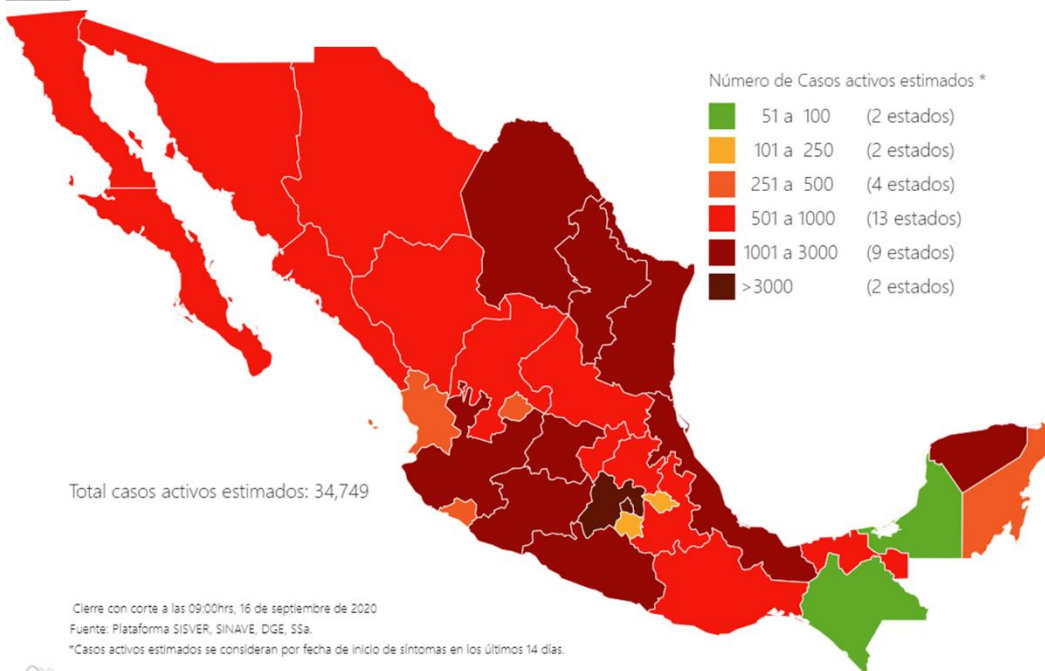 Número de Casos activos estimados *
51 a 100 (2 estados)
101 a 250 (2 estados)
251 a 500 (4 estados)
501 a 1000 (13 estados)
1001 a 3000 (9 estados)
>3000 (2 estados)
Total casos activos estimados: 34,749
Cierre con corte a las 09:00hrs, 16 de septiembre de 2020
Fuente: Plataforma SISVER, SINAVE, DGE, SSa.
*Casos activos estimados se consideran por fecha de inicio de síntomas en los últimos 14 días.